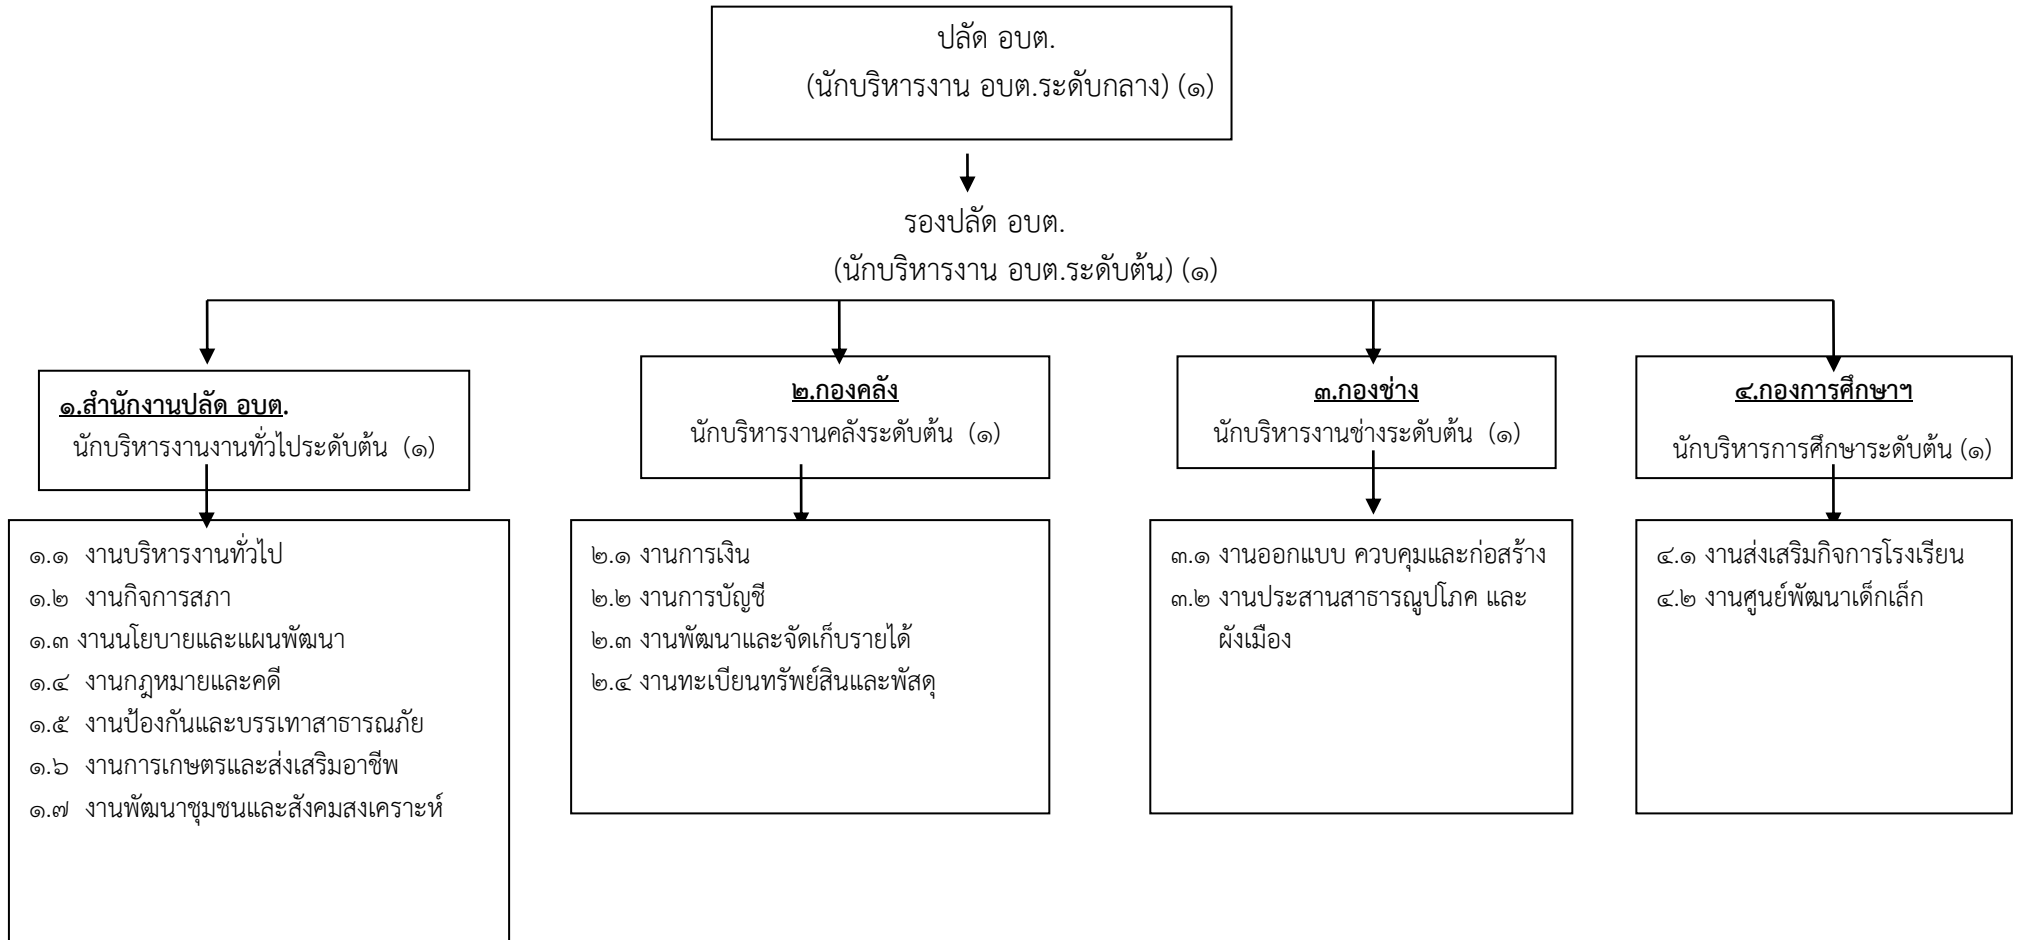 ปลัด อบต.
(นักบริหารงาน อบต.ระดับกลาง) (๑)
รองปลัด อบต.
(นักบริหารงาน อบต.ระดับต้น) (๑)
๑.สำนักงานปลัด อบต.
นักบริหารงานงานทั่วไประดับต้น (๑)
๑.๑ งานบริหารงานทั่วไป
๑.๒ งานกิจการสภา
๑.๓ งานนโยบายและแผนพัฒนา
๑.๔ งานกฎหมายและคดี
๑.๕ งานป้องกันและบรรเทาสาธารณภัย
๑.๖ งานการเกษตรและส่งเสริมอาชีพ
๑.๗ งานพัฒนาชุมชนและสังคมสงเคราะห์
๒.กองคลัง
นักบริหารงานคลังระดับต้น (๑)
๒.๑ งานการเงิน
๒.๒ งานการบัญชี
๒.๓ งานพัฒนาและจัดเก็บรายได้
๒.๔ งานทะเบียนทรัพย์สินและพัสดุ
๓.กองช่าง
นักบริหารงานช่างระดับต้น (๑)
๓.๑ งานออกแบบ ควบคุมและก่อสร้าง
๓.๒ งานประสานสาธารณูปโภค และ
ผังเมือง
๔.กองการศึกษาฯ
นักบริหารการศึกษาระดับต้น (๑)
๔.๑ งานส่งเสริมกิจการโรงเรียน
๔.๒ งานศูนย์พัฒนาเด็กเล็ก